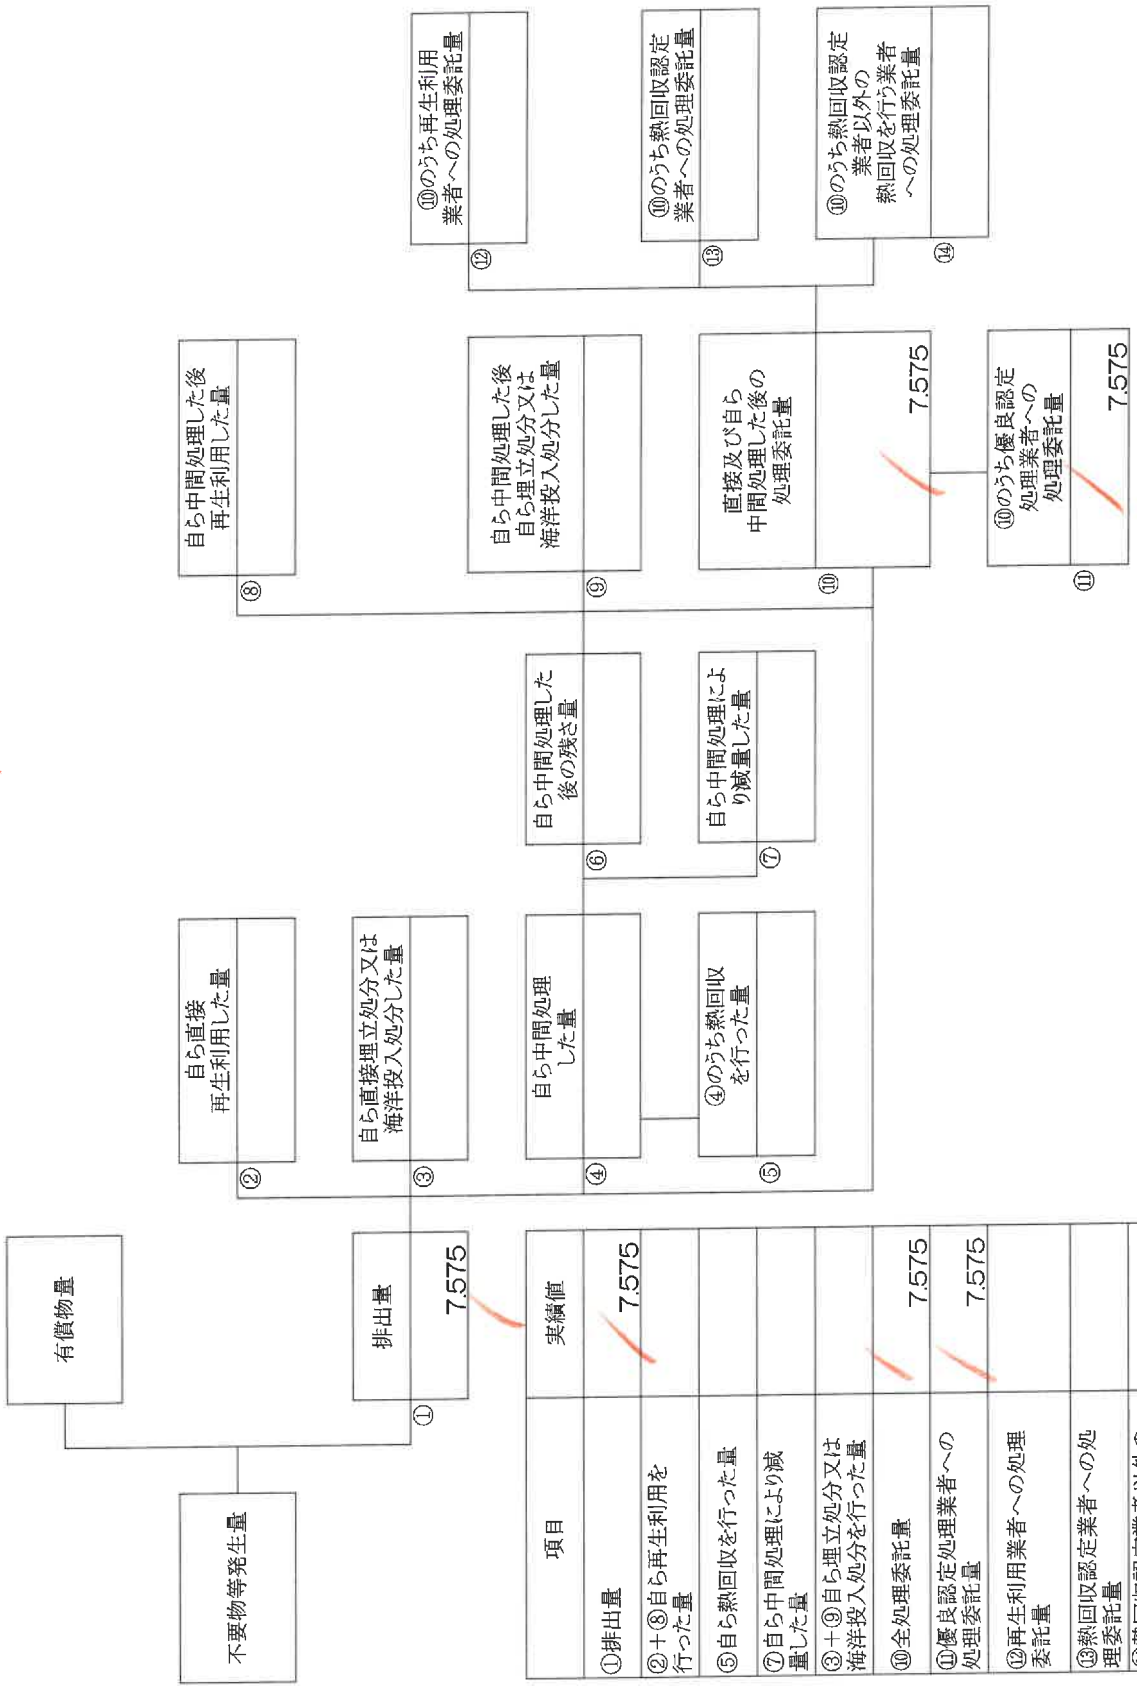 不要物等発生量
有償物量
排出量
①
7.575
自ら直接
再生利用した量
②
自ら直接埋立処分又は
海洋投入処分した量
③
自ら中間処理
した量
④
④のうち熱回収
を行った量
⑤
自ら中間処理した
後の残さ量
⑥
自ら中間処理によ
り減量した量
⑦
自ら中間処理した後
再生利用した量
⑧
自ら中間処理した後
自ら埋立処分又は
海洋投入処分した量
⑨
直接及び自ら
中間処理した後の
処理委託量
⑩
7.575
⑩のうち優良認定
処理業者への
処理委託量
⑪
7.575
⑩のうち再生利用
業者への処理委託量
⑫
⑩のうち熱回収認定
業者への処理委託量
⑬
⑩のうち熱回収認定
業者以外の
熱回収を行う業者
への処理委託量
⑭
項目
実績値
①排出量
7.575
②+⑧自ら再生利用を
行った量
⑤自ら熱回収を行った量
⑦自ら中間処理により減
量した量
③+⑨自ら埋立処分又は
海洋投入処分を行った量
⑩全処理委託量
7.575
⑪優良認定処理業者への
処理委託量
7.575
⑫再生利用業者への処理
委託量
⑬熱回収認定業者への処
理委託量